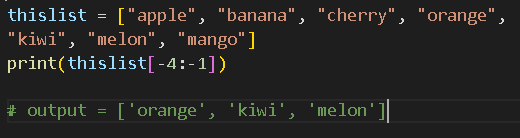 thislist = ["apple", "banana", "cherry", "orange",
"kiwi", "melon", "mango"]
print(thislist[-4:-1])
# output = ['orange', 'kiwi', 'melon']